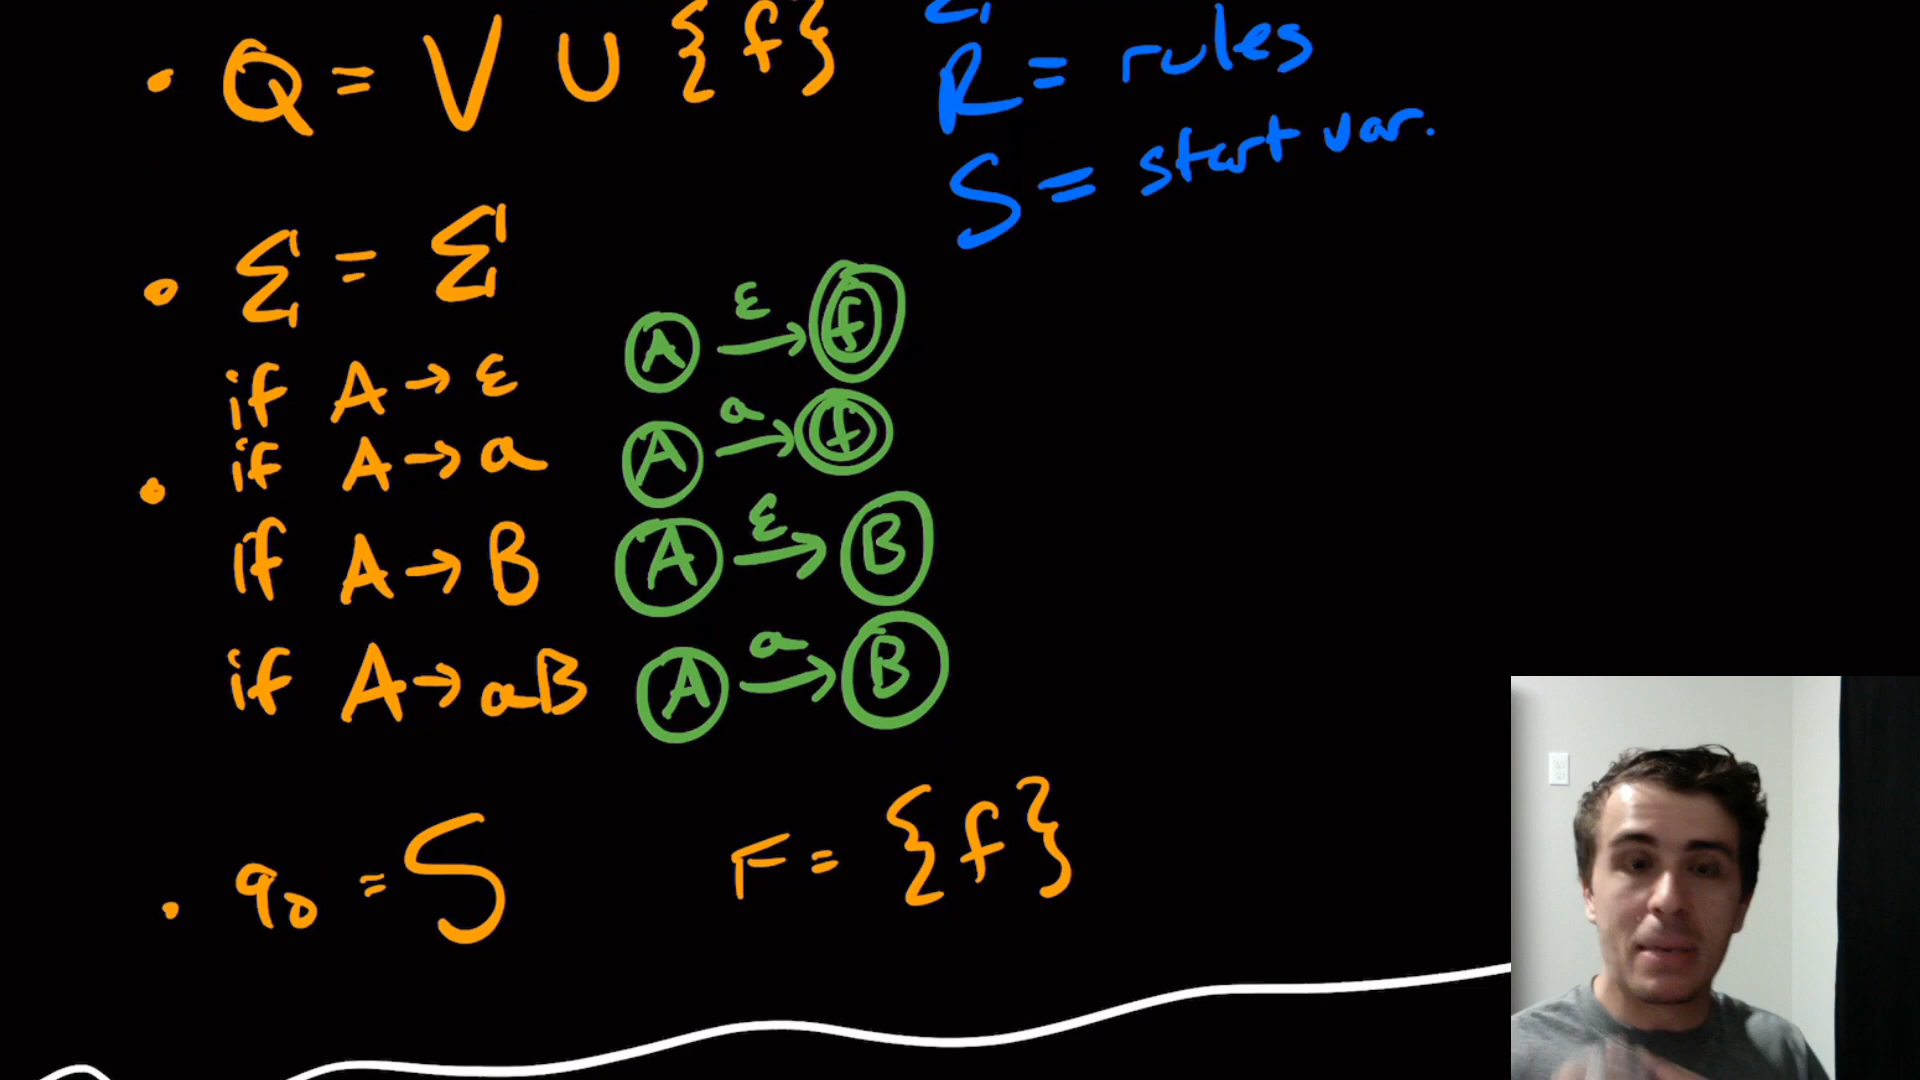 • Q = V ∪ {f}
R = rules
S = start var.
• Σ = Σ
if A → ε
A ε→ f
• if A → a
A a→ f
if A → B
A ε→ B
if A → aB
A a→ B
• q₀ = S
F = {f}